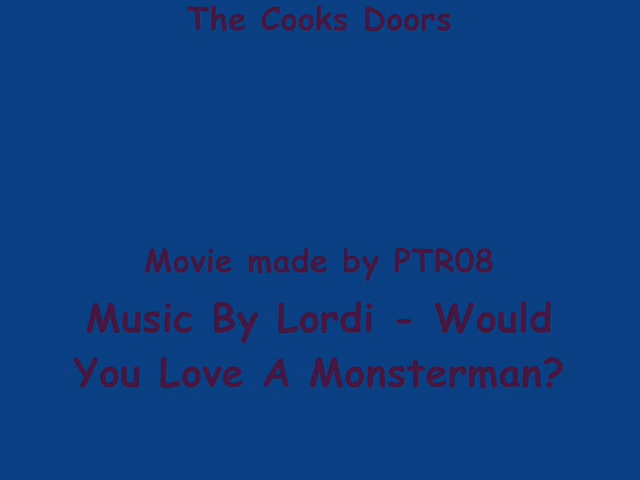 The Cooks Doors
Movie made by PTR08
Music By Lordi - Would
You Love A Monsterman?